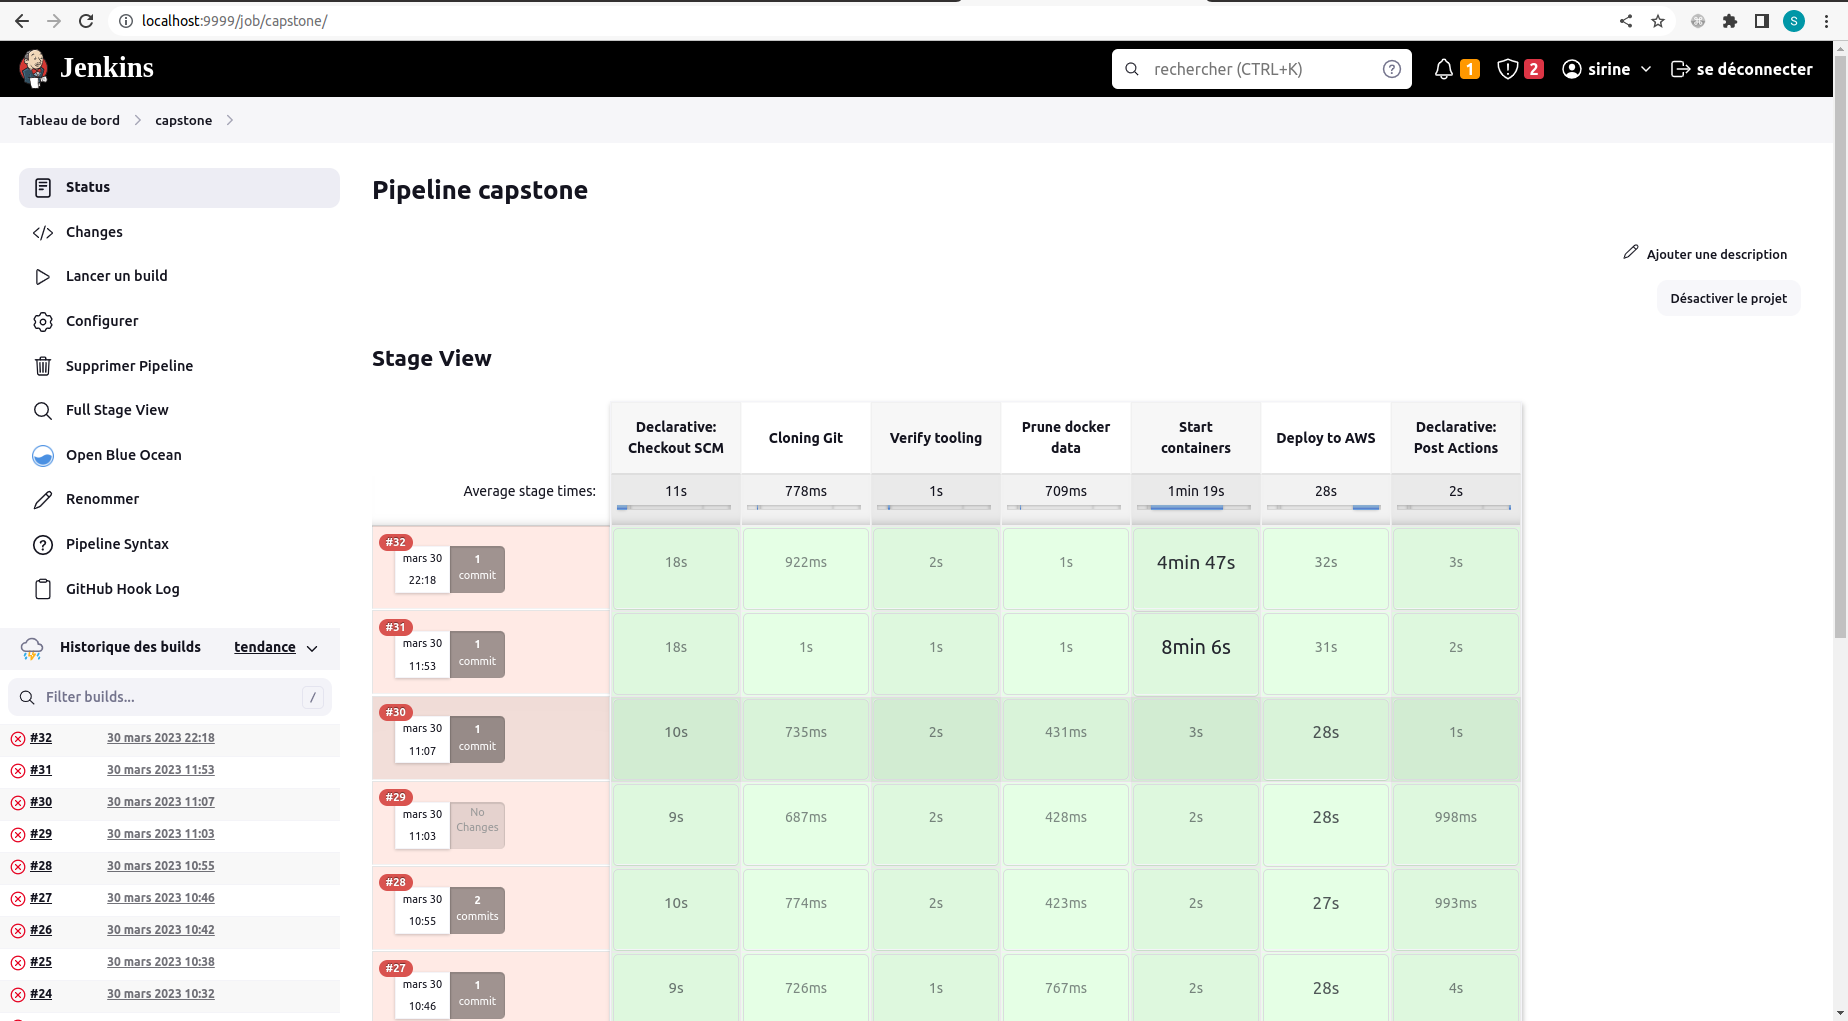 localhost:9999/job/capstone/
S
Jenkins
rechercher (CTRL+K)
?
1
2
sirine
se déconnecter
Tableau de bord
capstone
Status
Changes
Lancer un build
Configurer
Supprimer Pipeline
Full Stage View
Open Blue Ocean
Renommer
Pipeline Syntax
GitHub Hook Log
Historique des builds
tendance
Filter builds...
/
#32 30 mars 2023 22:18
#31 30 mars 2023 11:53
#30 30 mars 2023 11:07
#29 30 mars 2023 11:03
#28 30 mars 2023 10:55
#27 30 mars 2023 10:46
#26 30 mars 2023 10:42
#25 30 mars 2023 10:38
#24 30 mars 2023 10:32
Pipeline capstone
Ajouter une description
Désactiver le projet
Stage View
Declarative:
Checkout SCM
Cloning Git
Verify tooling
Prune docker
data
Start
containers
Deploy to AWS
Declarative:
Post Actions
Average stage times:
11s 778ms 1s 709ms 1min 19s 28s 2s
#32
mars 30
22:18
1
commit
18s 922ms 2s 1s 4min 47s 32s 3s
#31
mars 30
11:53
1
commit
18s 1s 1s 1s 8min 6s 31s 2s
#30
mars 30
11:07
1
commit
10s 735ms 2s 431ms 3s 28s 1s
#29
mars 30
11:03
No
Changes
9s 687ms 2s 428ms 2s 28s 998ms
#28
mars 30
10:55
2
commits
10s 774ms 2s 423ms 2s 27s 993ms
#27
mars 30
10:46
1
commit
9s 726ms 1s 767ms 2s 28s 4s